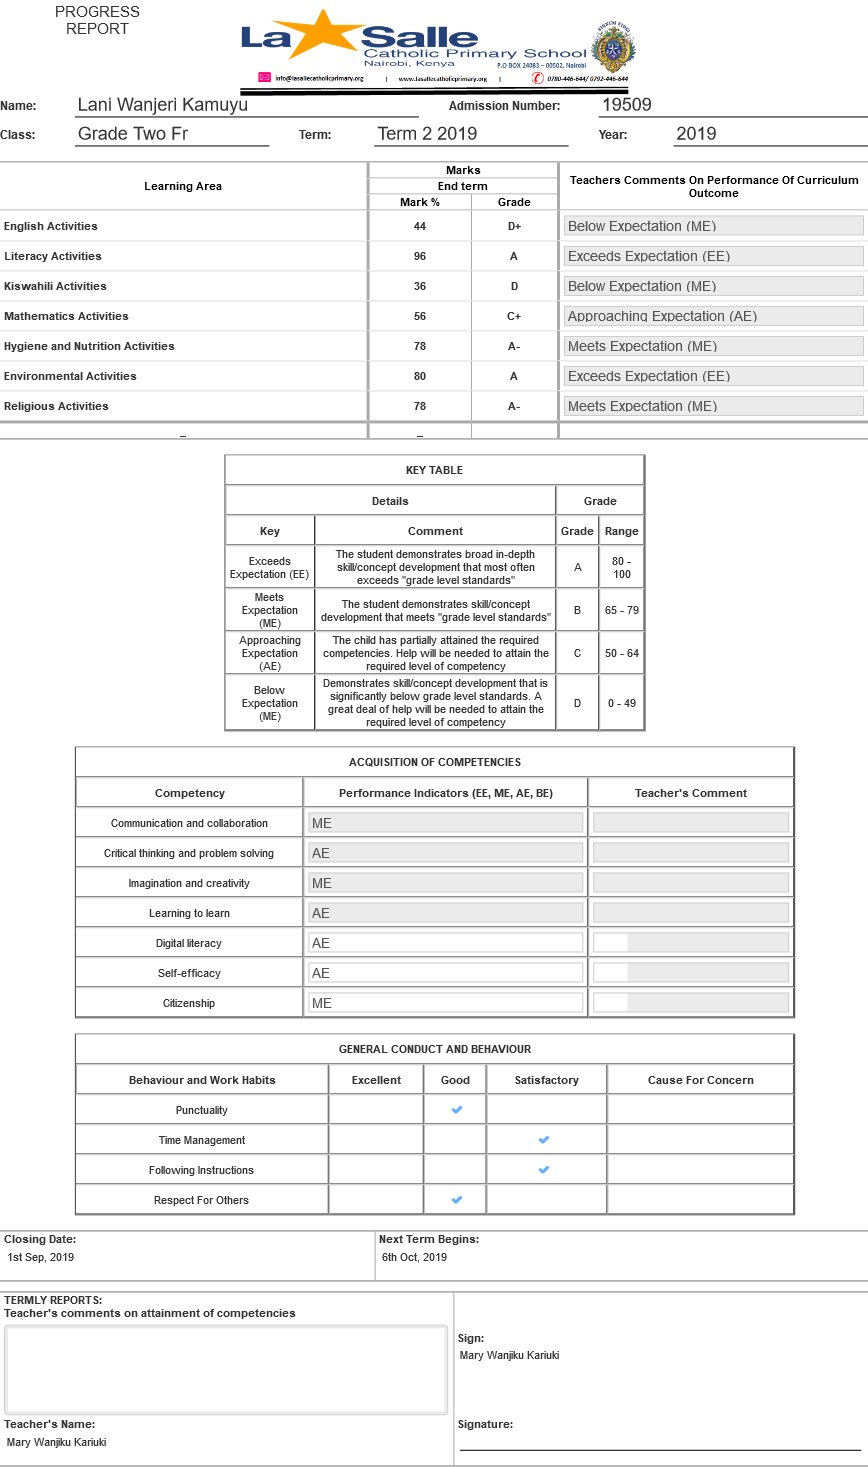 PROGRESS
REPORT
La Salle
Catholic Primary School
Nairobi, Kenya
P.O BOX 24083 – 00502, Nairobi
info@lasallecatholicprimary.org | www.lasallecatholicprimary.org | 0780-446-644/ 0792-446-644
Name: Lani Wanjeri Kamuyu Admission Number: 19509
Class: Grade Two Fr Term: Term 2 2019 Year: 2019
Learning Area Marks Teachers Comments On Performance Of Curriculum Outcome
End term
Mark % Grade
English Activities 44 D+ Below Expectation (ME)
Literacy Activities 96 A Exceeds Expectation (EE)
Kiswahili Activities 36 D Below Expectation (ME)
Mathematics Activities 56 C+ Approaching Expectation (AE)
Hygiene and Nutrition Activities 78 A- Meets Expectation (ME)
Environmental Activities 80 A Exceeds Expectation (EE)
Religious Activities 78 A- Meets Expectation (ME)
_ _
KEY TABLE
Details Grade
Key Comment Grade Range
Exceeds Expectation (EE) The student demonstrates broad in-depth skill/concept development that most often exceeds "grade level standards" A 80 - 100
Meets Expectation (ME) The student demonstrates skill/concept development that meets "grade level standards" B 65 - 79
Approaching Expectation (AE) The child has partially attained the required competencies. Help will be needed to attain the required level of competency C 50 - 64
Below Expectation (ME) Demonstrates skill/concept development that is significantly below grade level standards. A great deal of help will be needed to attain the required level of competency D 0 - 49
ACQUISITION OF COMPETENCIES
Competency Performance Indicators (EE, ME, AE, BE) Teacher's Comment
Communication and collaboration ME
Critical thinking and problem solving AE
Imagination and creativity ME
Learning to learn AE
Digital literacy AE
Self-efficacy AE
Citizenship ME
GENERAL CONDUCT AND BEHAVIOUR
Behaviour and Work Habits Excellent Good Satisfactory Cause For Concern
Punctuality ✔
Time Management ✔
Following Instructions ✔
Respect For Others ✔
Closing Date: Next Term Begins:
1st Sep, 2019 6th Oct, 2019
TERMLY REPORTS:
Teacher's comments on attainment of competencies
Sign:
Mary Wanjiku Kariuki
Teacher's Name: Signature:
Mary Wanjiku Kariuki